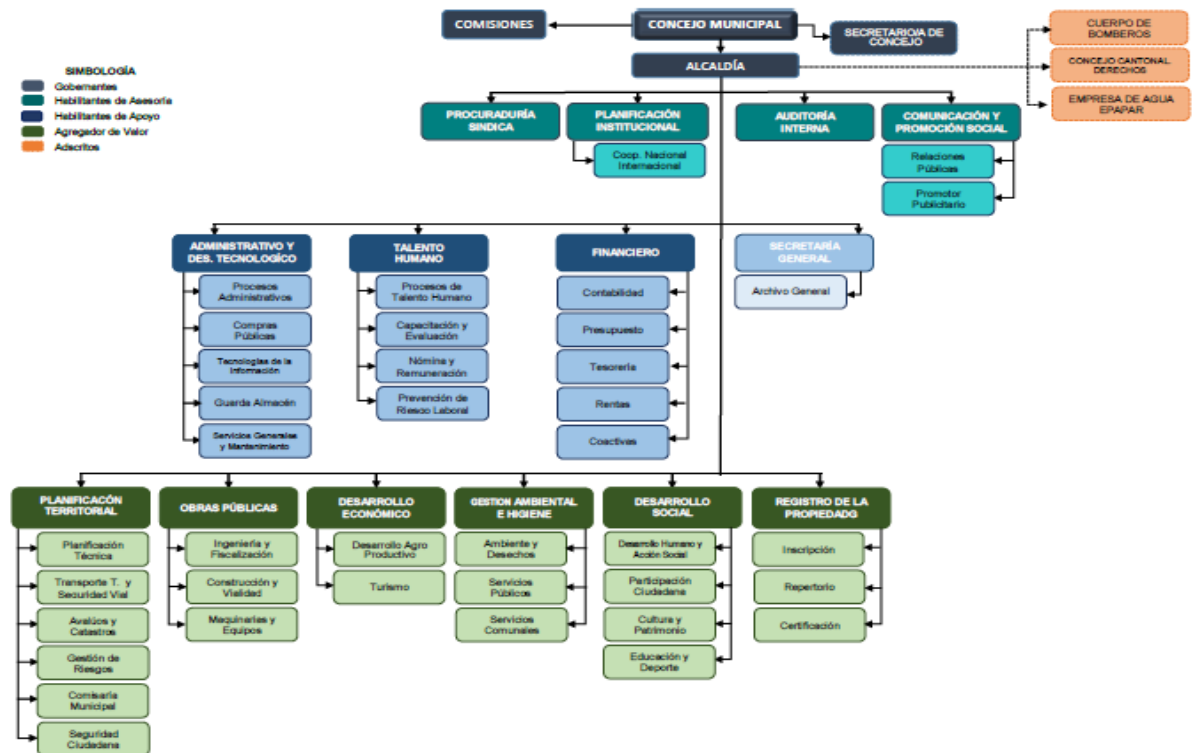 COMISIONES
CONCEJO MUNICIPAL
SECRETARIO/A DE
CONCEJO
ALCALDÍA
CUERPO DE
BOMBEROS
CONCEJO CANTONAL
DERECHOS
EMPRESA DE AGUA
EPAPAR
SIMBOLOGÍA
Gobernantes
Habilitantes de Asesoría
Habilitantes de Apoyo
Agregador de Valor
Adscritos
PROCURADURÍA
SINDICA
PLANIFICACIÓN
INSTITUCIONAL
Coop. Nacional
Internacional
AUDITORÍA
INTERNA
COMUNICACIÓN Y
PROMOCIÓN SOCIAL
Relaciones
Públicas
Promotor
Publicitario
ADMINISTRATIVO Y
DES. TECNOLOGÍCO
Procesos
Administrativos
Compras
Públicas
Tecnologías de la
Información
Guarda Almacén
Servicios Generales
y Mantenimiento
TALENTO
HUMANO
Procesos de
Talento Humano
Capacitación y
Evaluación
Nómina y
Remuneración
Prevención de
Riesgo Laboral
FINANCIERO
Contabilidad
Presupuesto
Tesorería
Rentas
Coactivas
SECRETARÍA
GENERAL
Archivo General
PLANIFICACÓN
TERRITORIAL
Planificación
Técnica
Transporte T. y
Seguridad Vial
Avalúos y
Catastros
Gestión de
Riesgos
Comisaría
Municipal
Seguridad
Ciudadana
OBRAS PÚBLICAS
Ingeniería y
Fiscalización
Construcción y
Vialidad
Maquinarias y
Equipos
DESARROLLO
ECONÓMICO
Desarrollo Agro
Productivo
Turismo
GESTION AMBIENTAL
E HIGIENE
Ambiente y
Desechos
Servicios
Públicos
Servicios
Comunales
DESARROLLO
SOCIAL
Desarrollo Humano y
Acción Social
Participación
Ciudadana
Cultura y
Patrimonio
Educación y
Deporte
REGISTRO DE LA
PROPIEDADG
Inscripción
Repertorio
Certificación